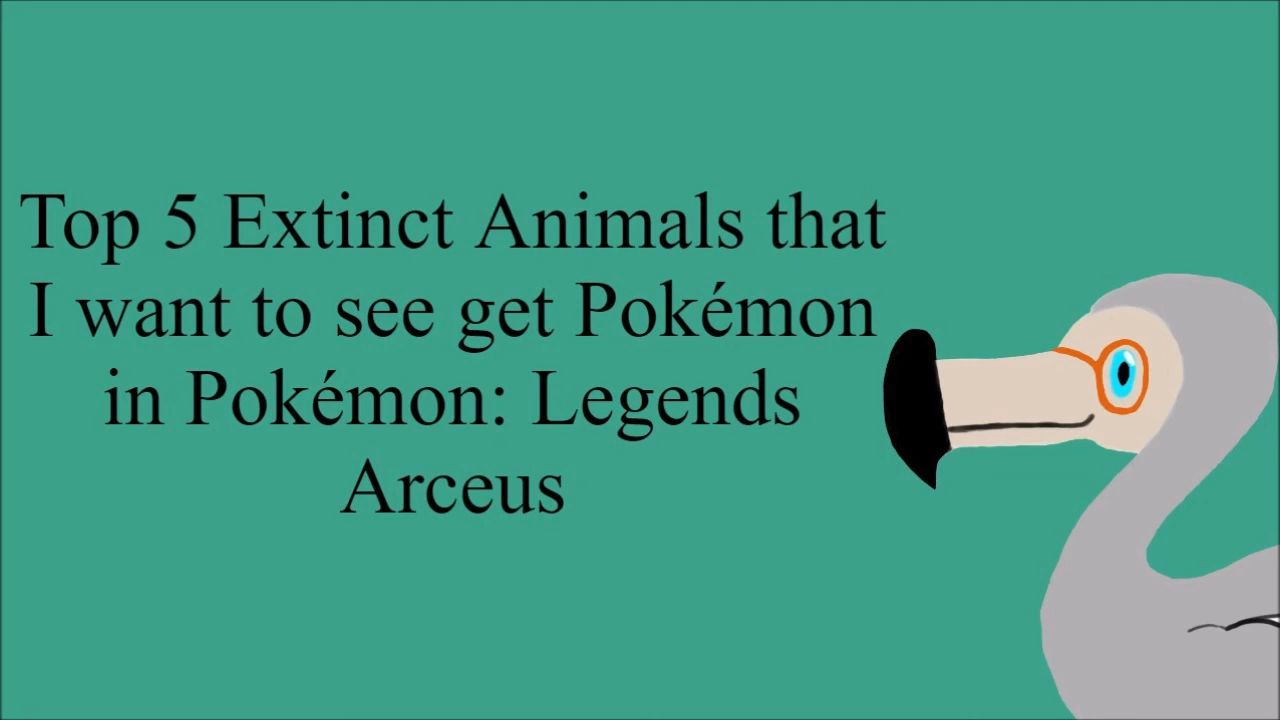 Top 5 Extinct Animals that
I want to see get Pokémon
in Pokémon: Legends
Arceus